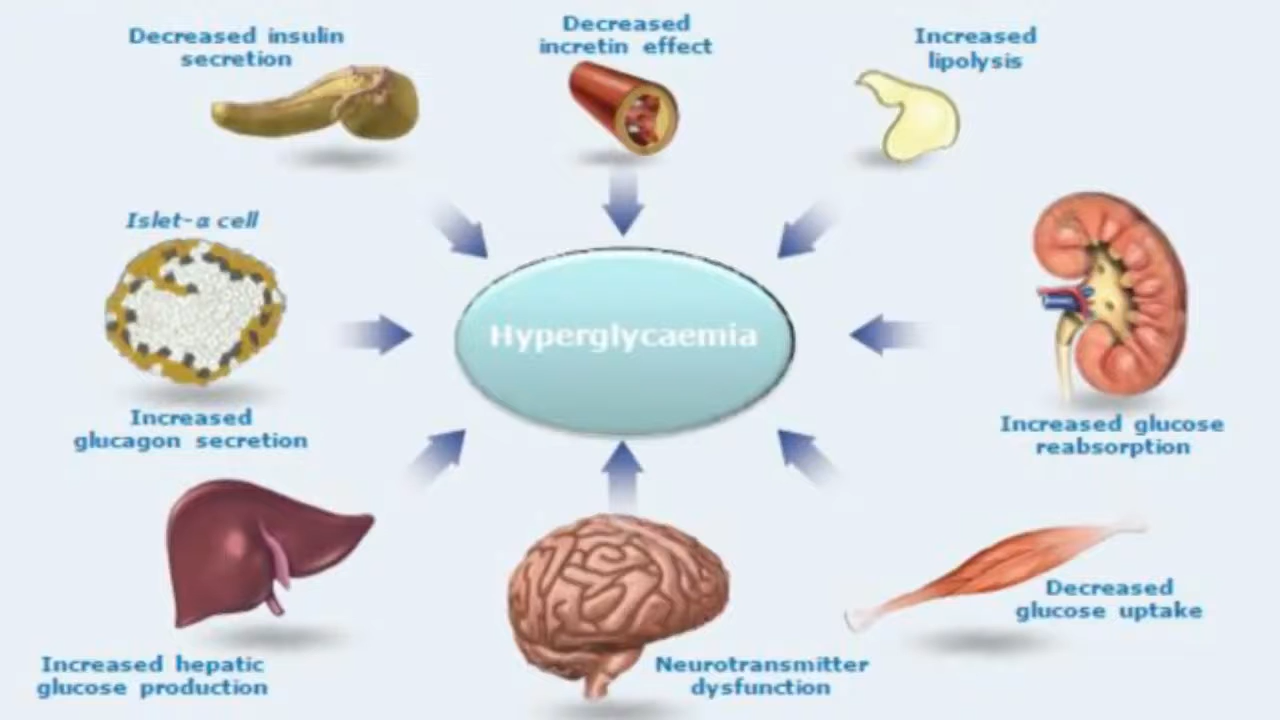 Decreased insulin
secretion
Decreased
incretin effect
Increased
lipolysis
Islet-α cell
Hyperglycaemia
Increased
glucagon secretion
Increased glucose
reabsorption
Decreased
glucose uptake
Increased hepatic
glucose production
Neurotransmitter
dysfunction